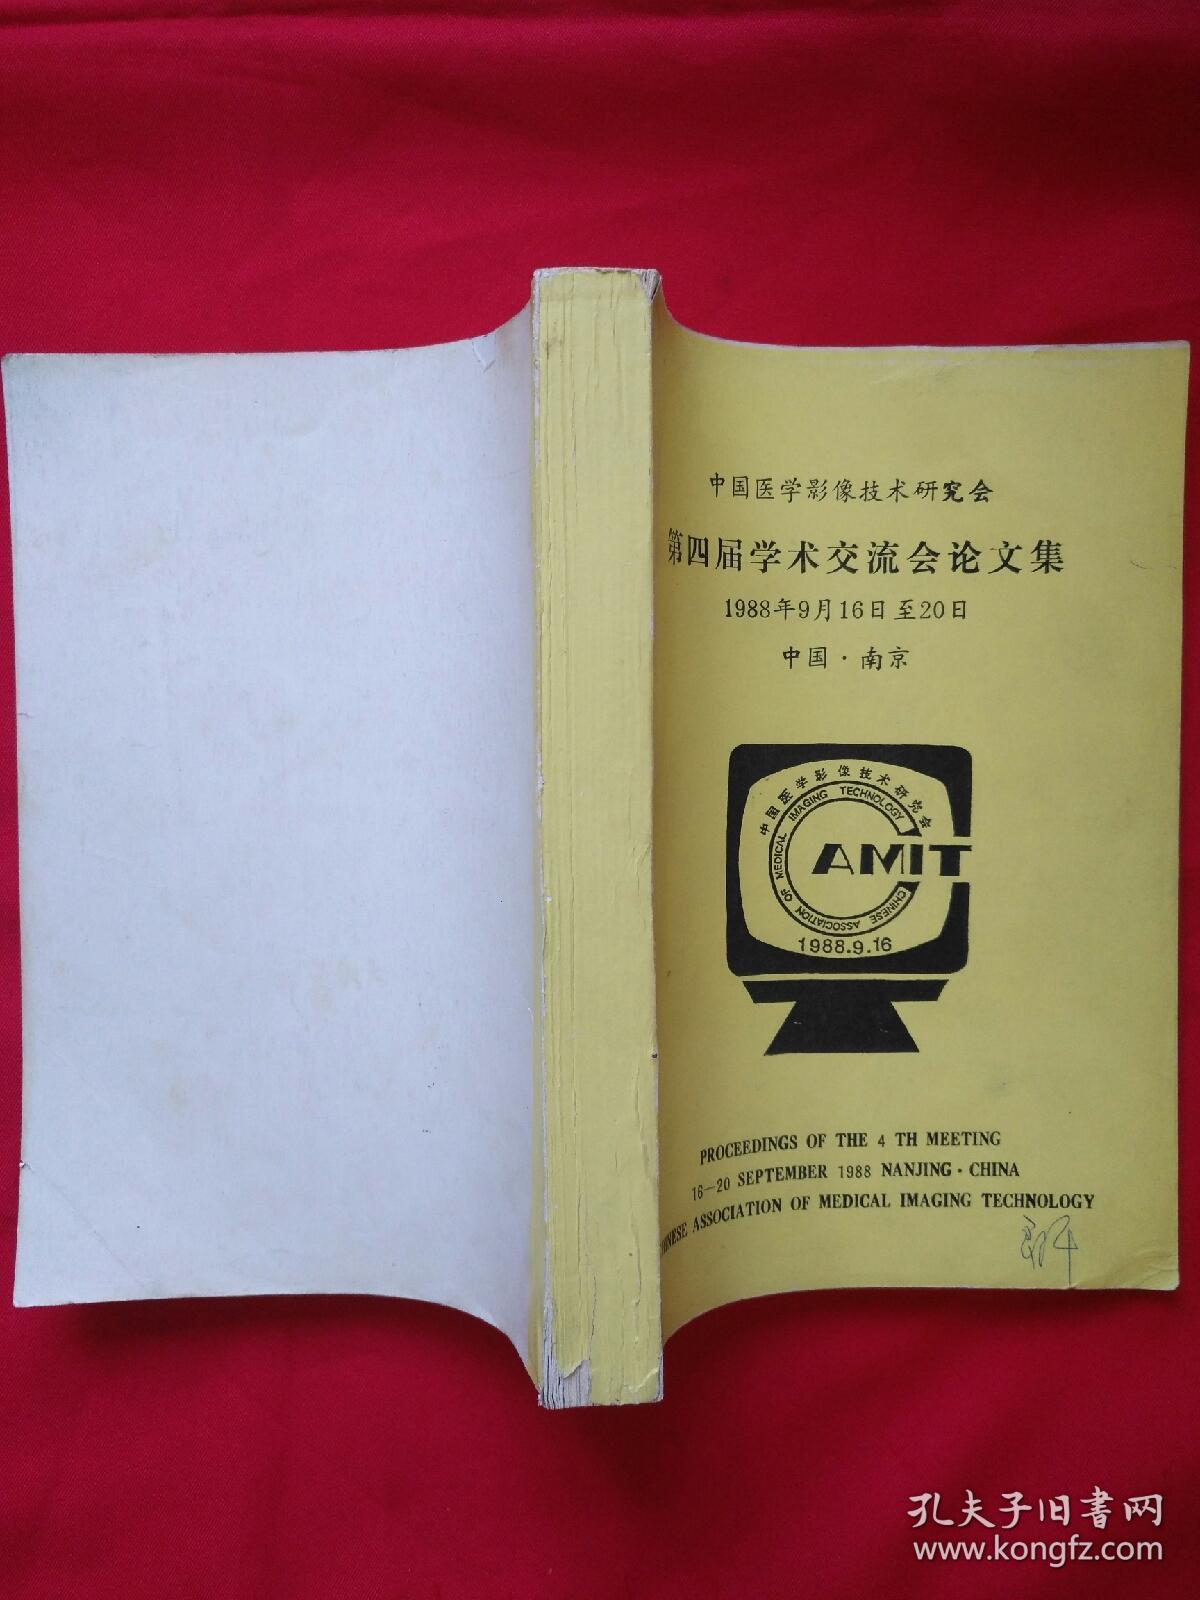 中国医学影像技术研究会
第四届学术交流会论文集
1988年9月16日至20日
中国·南京
中国医学影像技术研究会
CHINESE ASSOCIATION OF MEDICAL IMAGING TECHNOLOGY
CAMIT
1988.9.16
PROCEEDINGS OF THE 4 TH MEETING
16—20 SEPTEMBER 1988 NANJING·CHINA
ASSOCIATION OF MEDICAL IMAGING TECHNOLOGY
孔夫子旧书网
www.kongfz.com